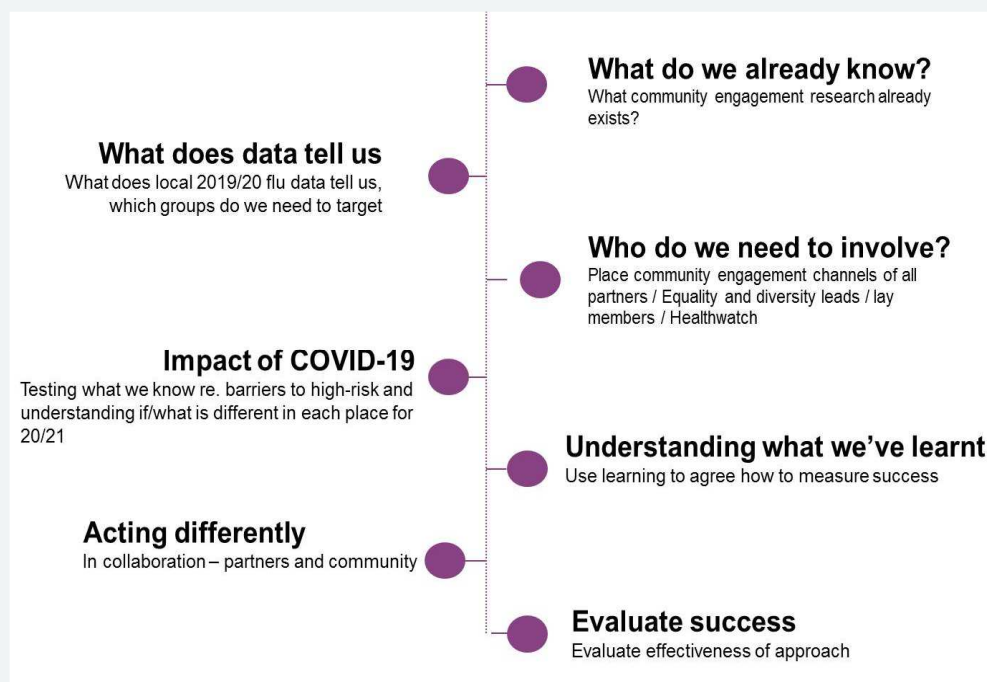 What do we already know?
What community engagement research already
exists?
What does data tell us
What does local 2019/20 flu data tell us,
which groups do we need to target
Who do we need to involve?
Place community engagement channels of all
partners / Equality and diversity leads / lay
members / Healthwatch
Impact of COVID-19
Testing what we know re. barriers to high-risk and
understanding if/what is different in each place for
20/21
Understanding what we've learnt
Use learning to agree how to measure success
Acting differently
In collaboration – partners and community
Evaluate success
Evaluate effectiveness of approach